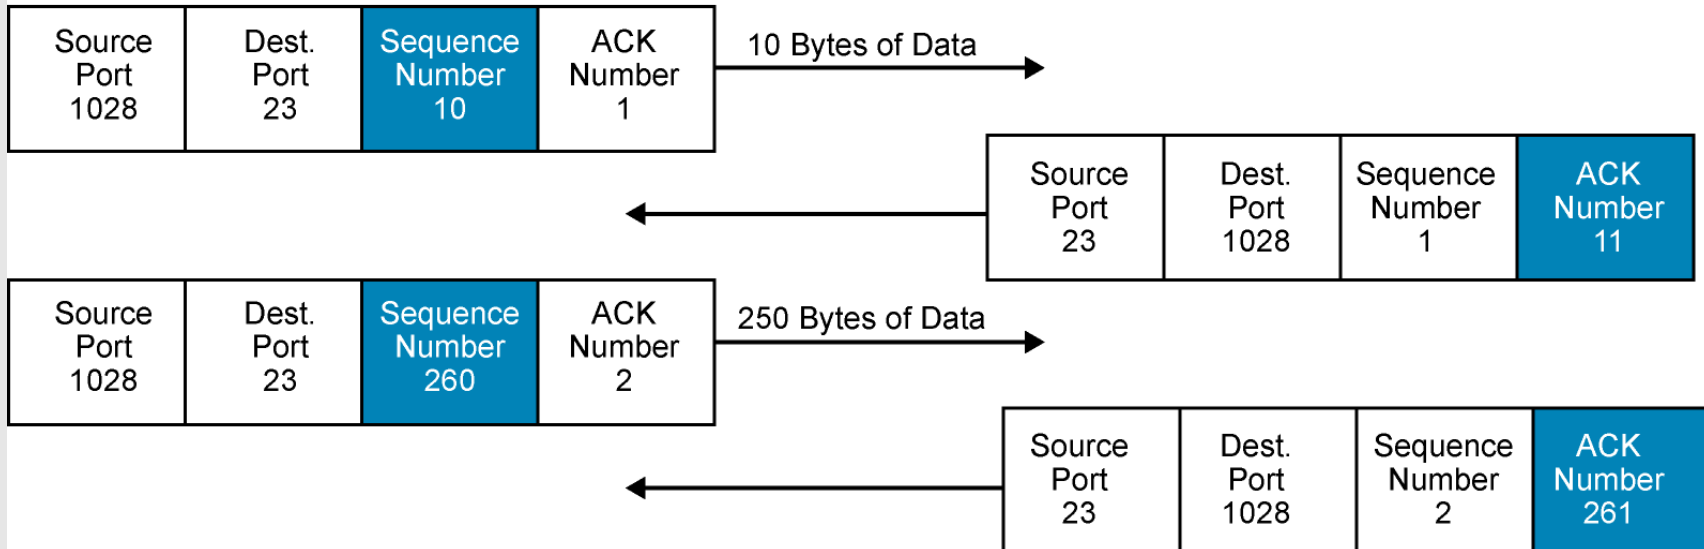 Source Port 1028
Dest. Port 23
Sequence Number 10
ACK Number 1
10 Bytes of Data
Source Port 23
Dest. Port 1028
Sequence Number 1
ACK Number 11
Source Port 1028
Dest. Port 23
Sequence Number 260
ACK Number 2
250 Bytes of Data
Source Port 23
Dest. Port 1028
Sequence Number 2
ACK Number 261